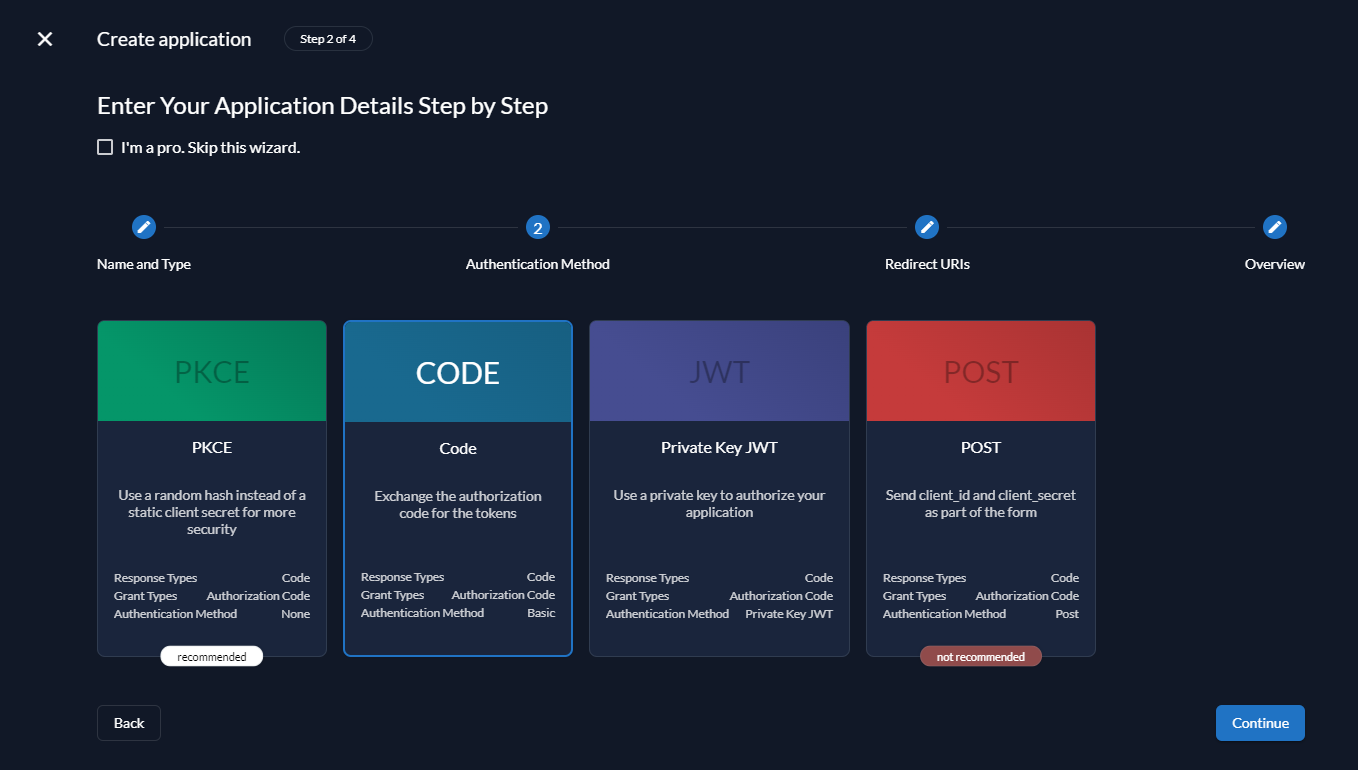 Create application
Step 2 of 4
Enter Your Application Details Step by Step
I'm a pro. Skip this wizard.
2
Name and Type
Authentication Method
Redirect URIs
Overview
PKCE
PKCE
Use a random hash instead of a
static client secret for more
security
Response Types Code
Grant Types Authorization Code
Authentication Method None
recommended
CODE
Code
Exchange the authorization
code for the tokens
Response Types Code
Grant Types Authorization Code
Authentication Method Basic
JWT
Private Key JWT
Use a private key to authorize your
application
Response Types Code
Grant Types Authorization Code
Authentication Method Private Key JWT
POST
POST
Send client_id and client_secret
as part of the form
Response Types Code
Grant Types Authorization Code
Authentication Method Post
not recommended
Back
Continue